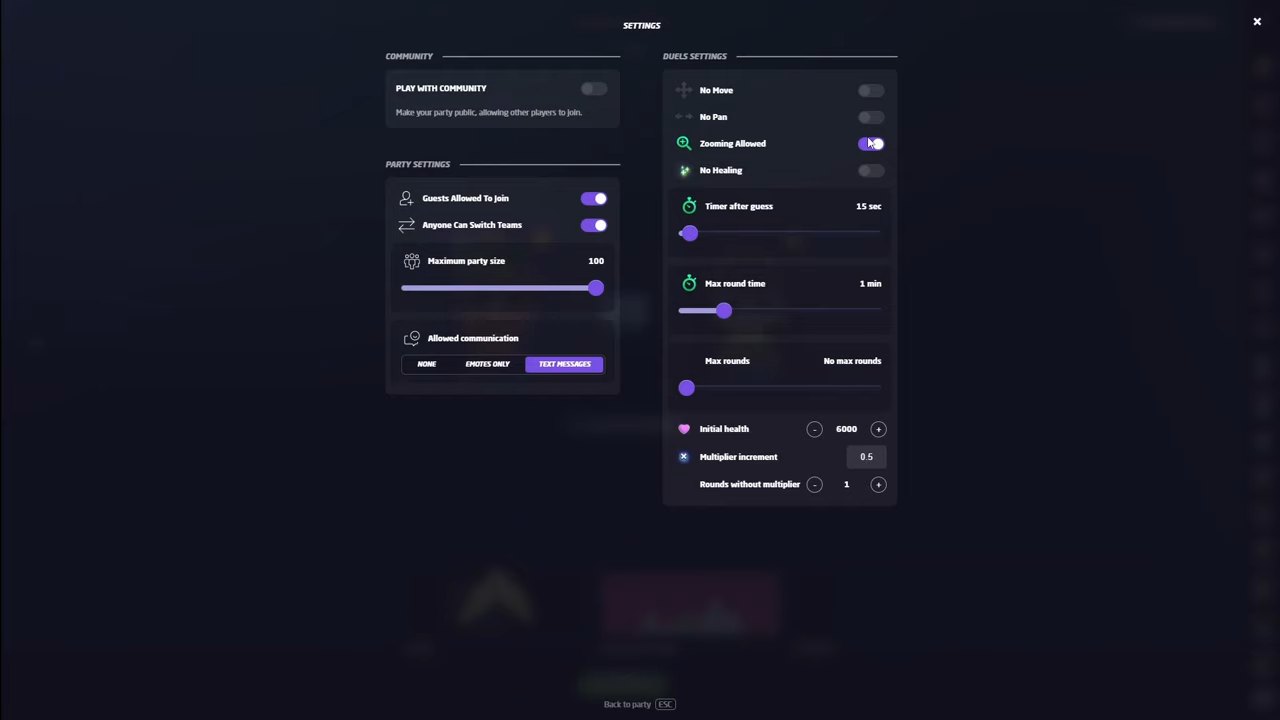 SETTINGS
COMMUNITY
PLAY WITH COMMUNITY
Make your party public, allowing other players to join.
PARTY SETTINGS
Guests Allowed To Join
Anyone Can Switch Teams
Maximum party size 100
Allowed communication
NONE EMOTES ONLY TEXT MESSAGES
DUELS SETTINGS
No Move
No Pan
Zooming Allowed
No Healing
Timer after guess 15 sec
Max round time 1 min
Max rounds No max rounds
Initial health - 6000 +
Multiplier increment 0.5
Rounds without multiplier - 1 +
Back to party ESC